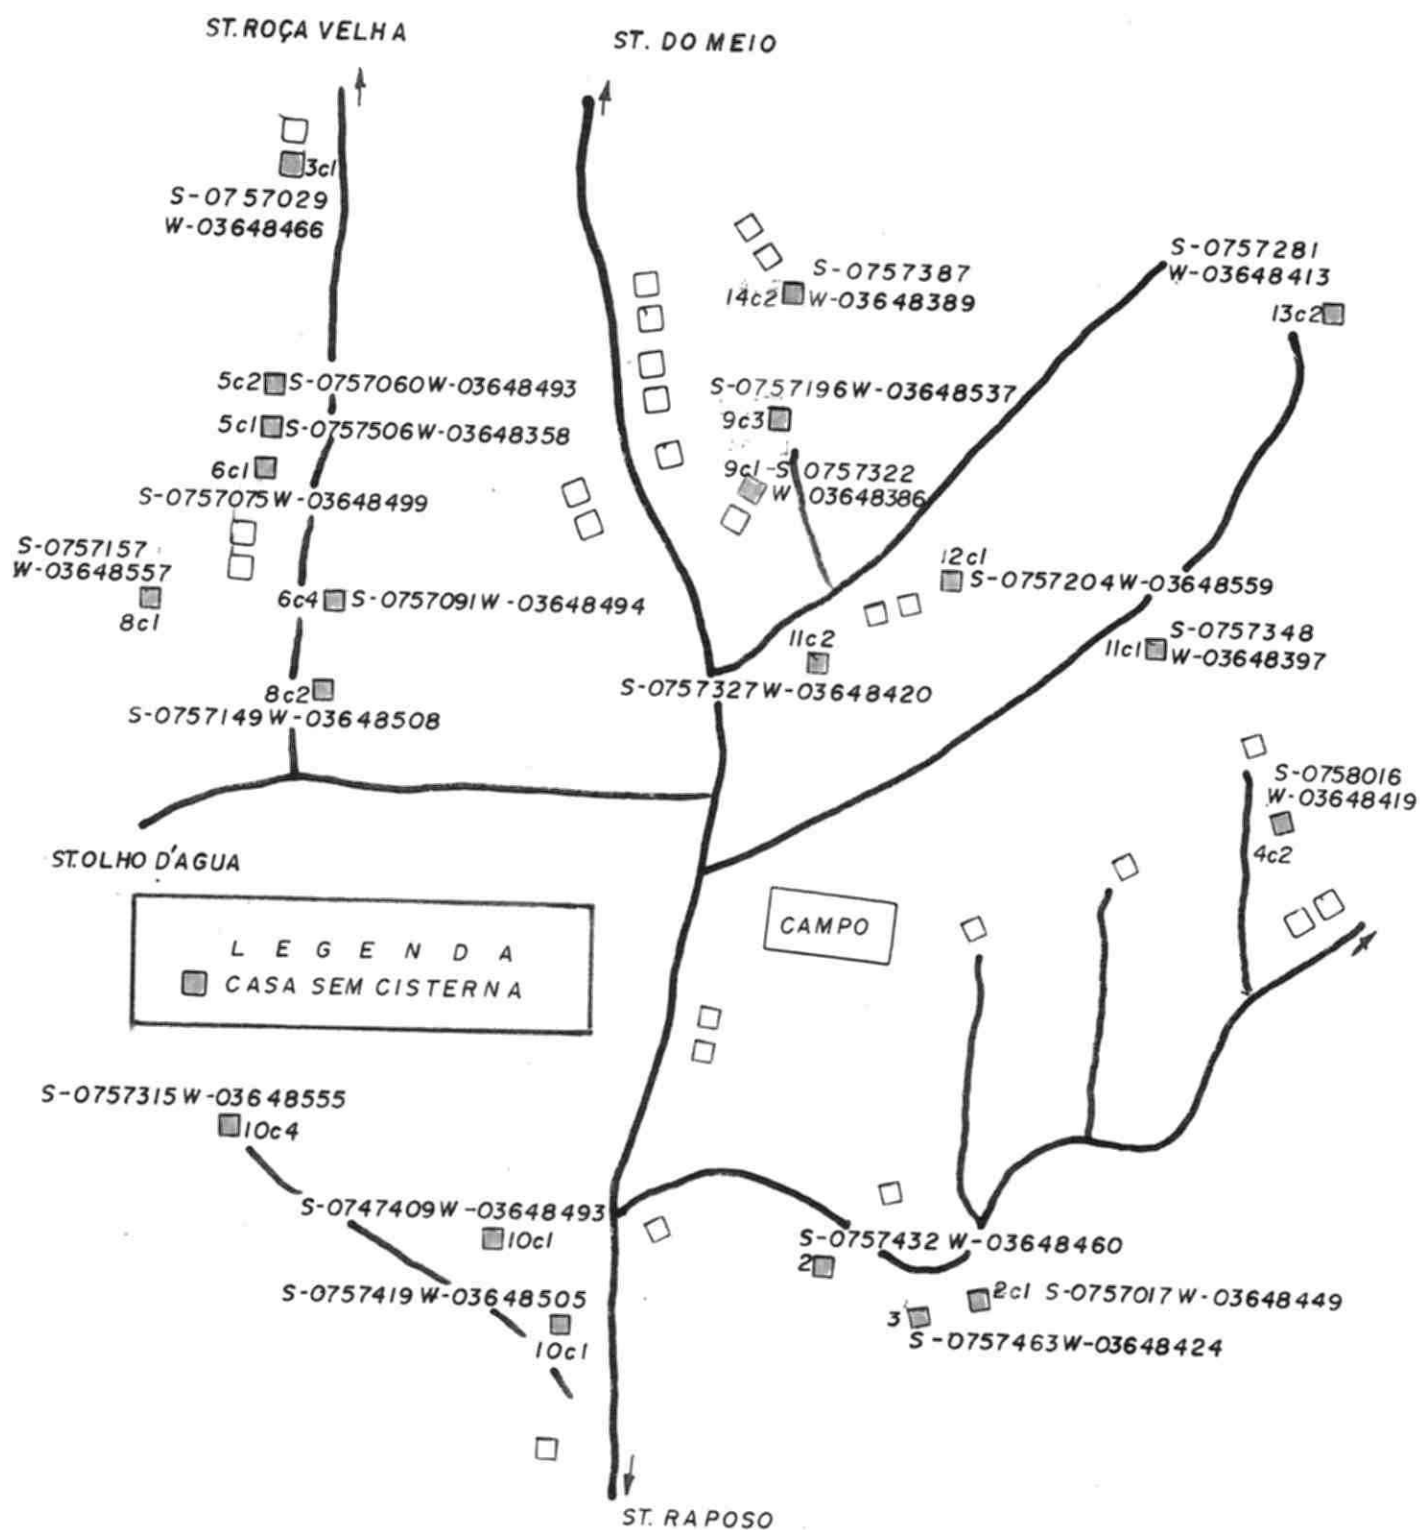 ST. ROÇA VELHA
ST. DO MEIO
3c1
S-0757029
W-03648466
S-0757281
W-03648413
13c2
S-0757387
14c2 W-03648389
5c2 S-0757060 W-03648493
5c1 S-0757506 W-03648358
6c1
S-0757075 W-03648499
S-0757196 W-03648537
9c3
9c1-S 0757322
W 03648386
S-0757157
W-03648557
8c1
6c4 S-0757091 W-03648494
12c1
S-0757204 W-03648559
11c2
S-0757327 W-03648420
S-0757348
11c1 W-03648397
8c2
S-0757149 W-03648508
S-0758016
W-03648419
4c2
ST. OLHO D'ÁGUA
LEGENDA
CASA SEM CISTERNA
CAMPO
S-0757315 W-03648555
10c4
S-0747409 W-03648493
10c1
S-0757419 W-03648505
10c1
S-0757432 W-03648460
2
2c1 S-0757017 W-03648449
3
S-0757463 W-03648424
ST. RAPOSO